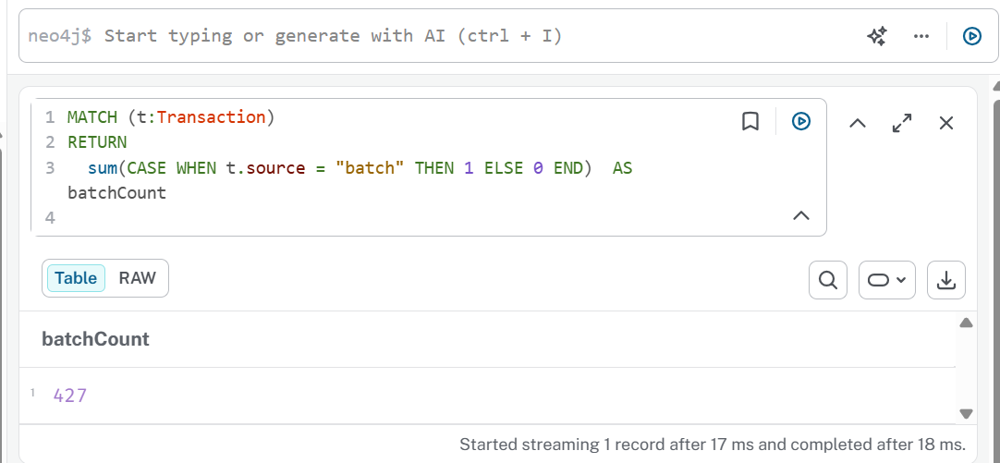 neo4j$ Start typing or generate with AI (ctrl + I)
1 MATCH (t:Transaction)
2 RETURN
3   sum(CASE WHEN t.source = "batch" THEN 1 ELSE 0 END)  AS
batchCount
4
Table RAW
batchCount
1 427
Started streaming 1 record after 17 ms and completed after 18 ms.